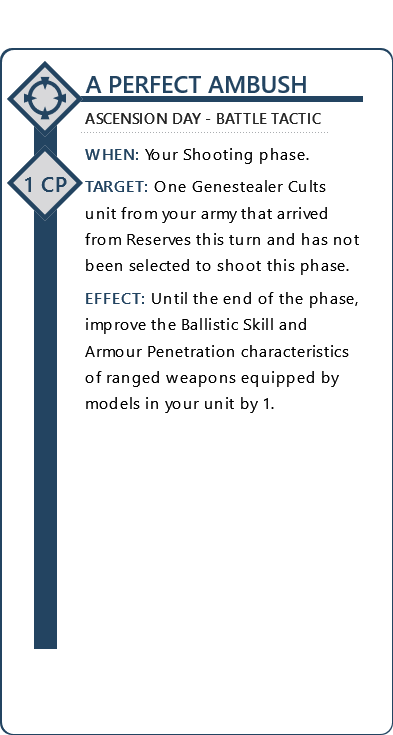 A PERFECT AMBUSH
ASCENSION DAY - BATTLE TACTIC
WHEN: Your Shooting phase.
1 CP
TARGET: One Genestealer Cults
unit from your army that arrived
from Reserves this turn and has not
been selected to shoot this phase.
EFFECT: Until the end of the phase,
improve the Ballistic Skill and
Armour Penetration characteristics
of ranged weapons equipped by
models in your unit by 1.